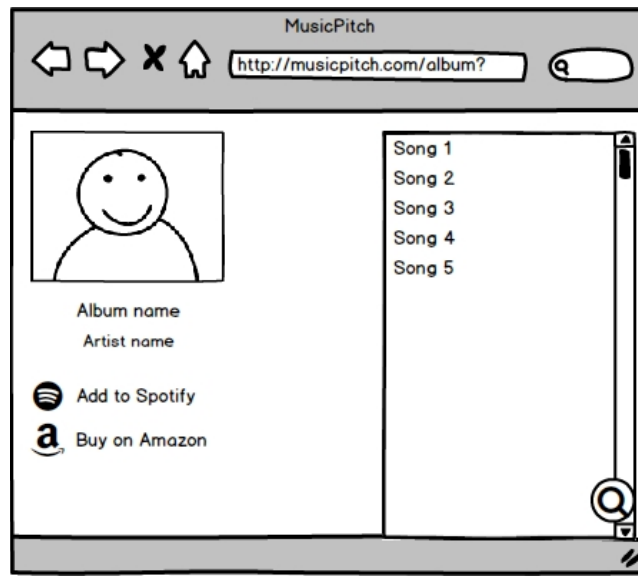 MusicPitch
http://musicpitch.com/album?
Song 1
Song 2
Song 3
Song 4
Song 5
Album name
Artist name
Add to Spotify
a
Buy on Amazon